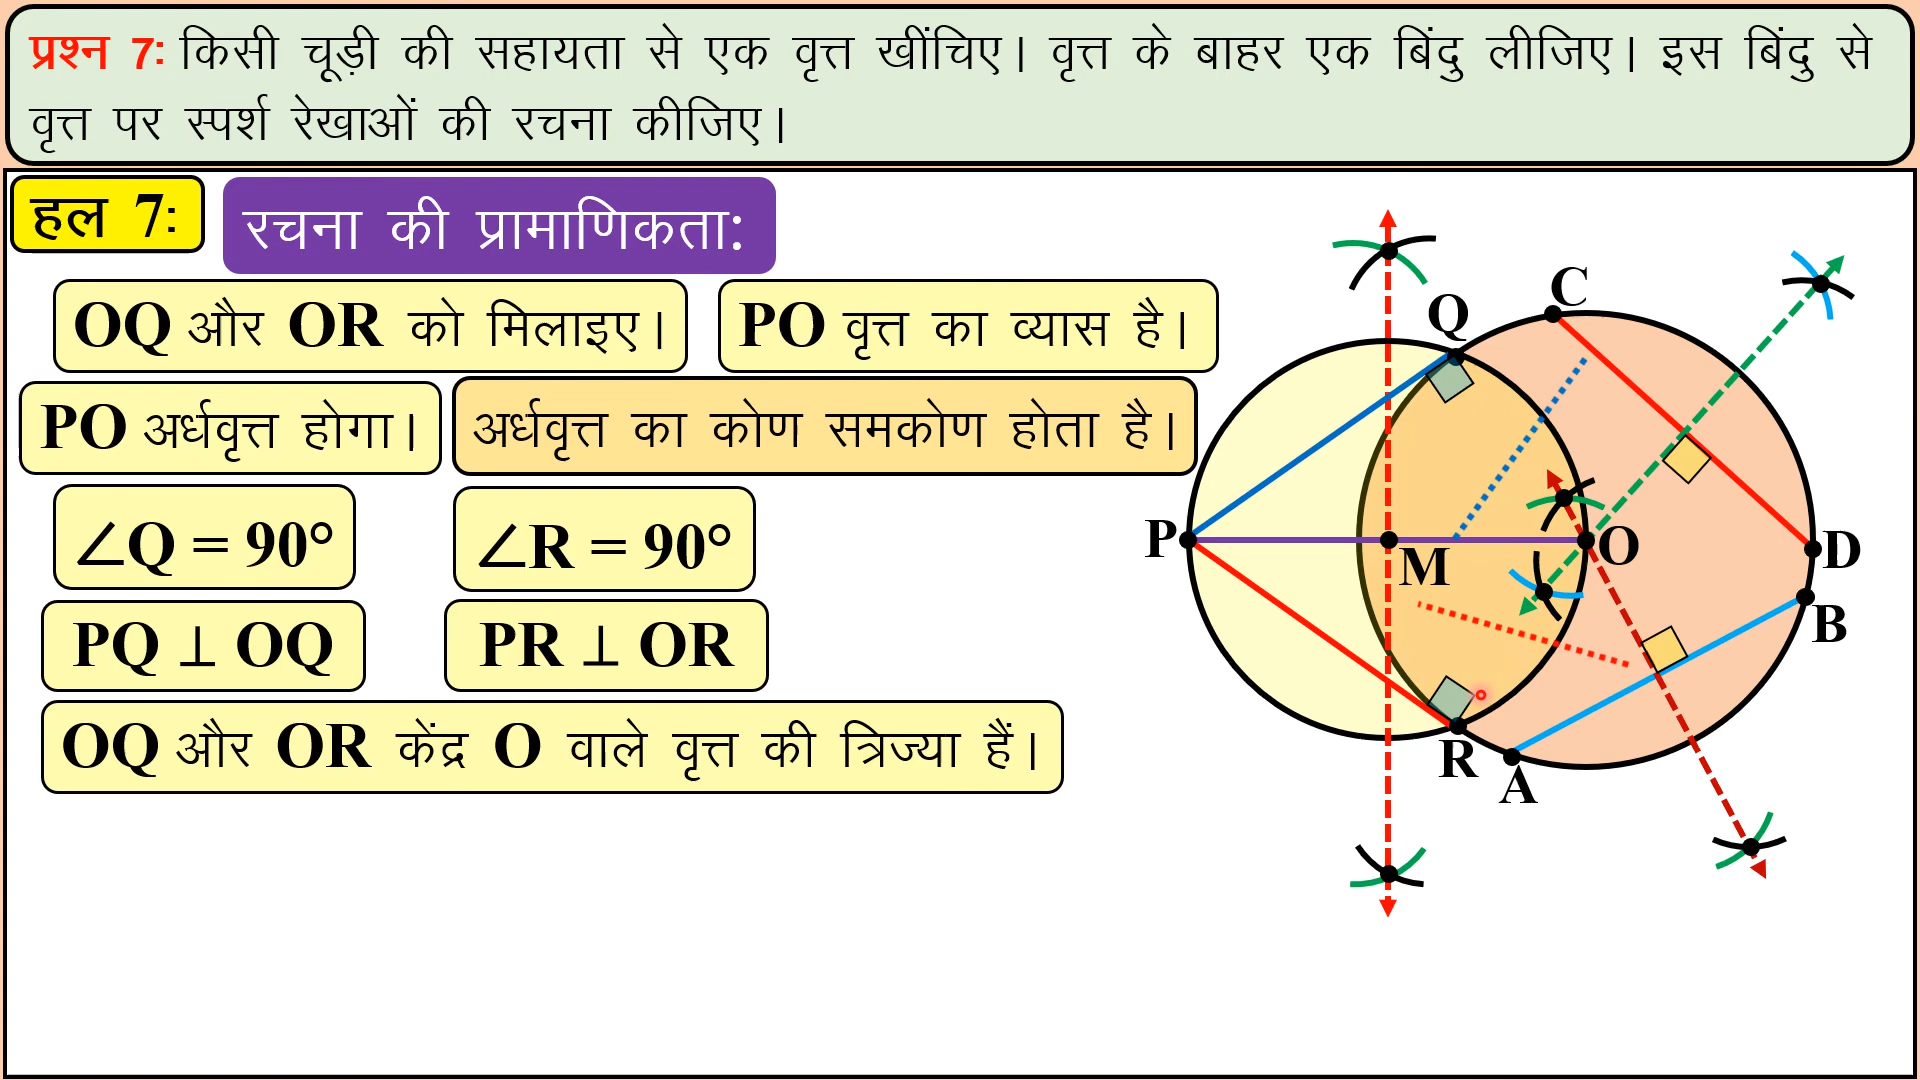 प्रश्न 7: किसी चूड़ी की सहायता से एक वृत्त खींचिए। वृत्त के बाहर एक बिंदु लीजिए। इस बिंदु से
वृत्त पर स्पर्श रेखाओं की रचना कीजिए।
हल 7:
रचना की प्रामाणिकता:
OQ और OR को मिलाइए।
PO वृत्त का व्यास है।
PO अर्धवृत्त होगा।
अर्धवृत्त का कोण समकोण होता है।
∠Q = 90°
∠R = 90°
PQ ⊥ OQ
PR ⊥ OR
OQ और OR केंद्र O वाले वृत्त की त्रिज्या हैं।
C
Q
P
M
O
D
B
R
A